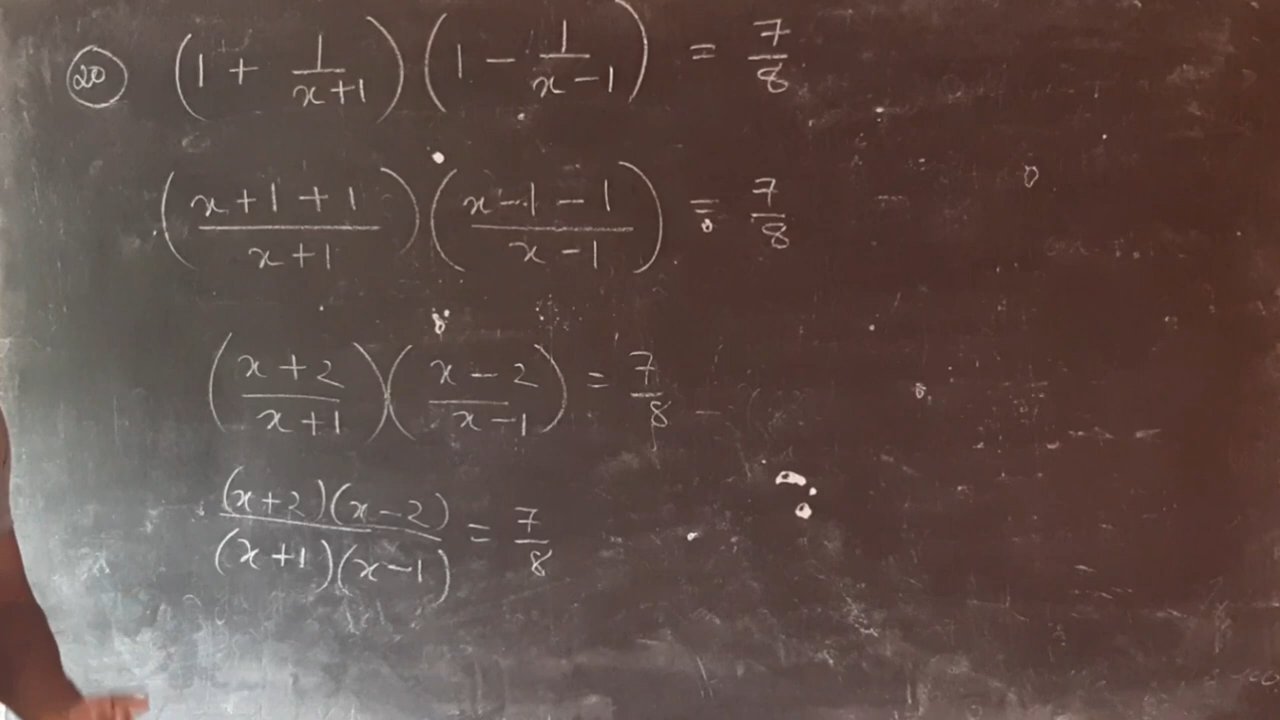 20 (1 + 1/(x+1)) (1 - 1/(x-1)) = 7/8
((x+1+1)/(x+1)) ((x-1-1)/(x-1)) = 7/8
((x+2)/(x+1)) ((x-2)/(x-1)) = 7/8
(x+2)(x-2)/(x+1)(x-1) = 7/8